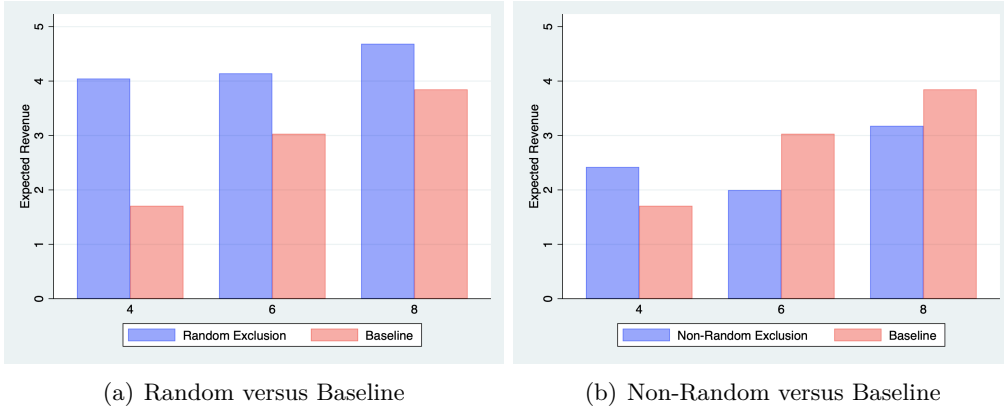 Expected Revenue
5
4
3
2
1
0
4 6 8
Random Exclusion Baseline
(a) Random versus Baseline
Expected Revenue
5
4
3
2
1
0
4 6 8
Non-Random Exclusion Baseline
(b) Non-Random versus Baseline